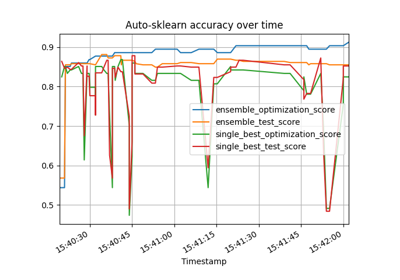 Auto-sklearn accuracy over time
0.9
0.8
0.7
0.6
0.5
ensemble_optimization_score
ensemble_test_score
single_best_optimization_score
single_best_test_score
15:40:30
15:40:45
15:41:00
15:41:15
15:41:30
15:41:45
15:42:00
Timestamp